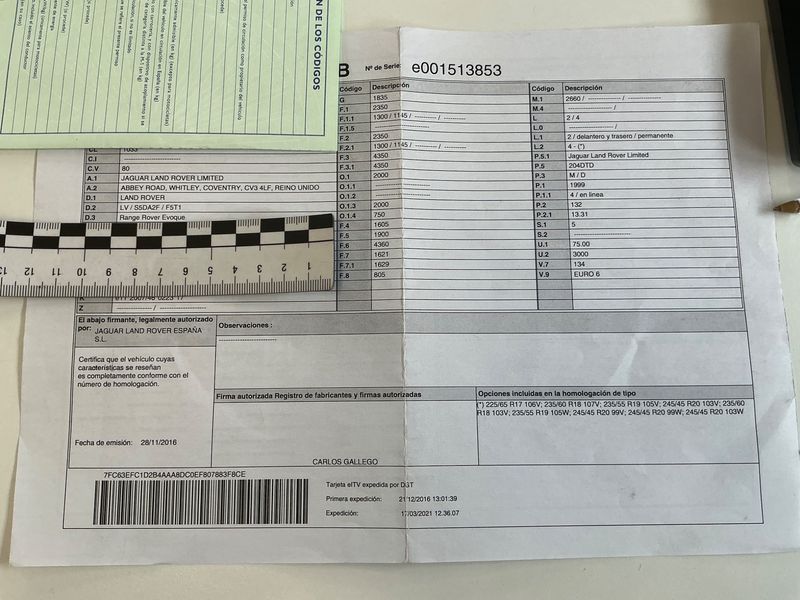 N DE LOS CÓDIGOS
B Nº de Serie: e001513853
Código Descripción
G 1835
F.1 2350
F.1.1 1300 / 1145 / ---------- / ----------
F.1.5 ----------------------
F.2 2350
F.2.1 1300 / 1145 / ---------- / ----------
F.3 4350
F.3.1 4350
O.1 2000
O.1.1 ----------------------
O.1.2 ----------------------
O.1.3 2000
O.1.4 750
F.4 1605
F.5 1900
F.6 4360
F.7 1621
F.7.1 1629
F.8 805
Código Descripción
M.1 2660 / --------------- / ---------------
M.4 --------------- /
L 2 / 4
L.0 --------------- /
L.1 2 / delantero y trasero / permanente
L.2 4 - (*)
P.5.1 Jaguar Land Rover Limited
P.5 204DTD
P.3 M / D
P.1 1999
P.1.1 4 / en línea
P.2 132
P.2.1 13.31
S.1 5
S.2 ----------------------
U.1 75.00
U.2 3000
V.7 134
V.9 EURO 6
C.I ----------------------
C.V 80
A.1 JAGUAR LAND ROVER LIMITED
A.2 ABBEY ROAD, WHITLEY, COVENTRY, CV3 4LF, REINO UNIDO
D.1 LAND ROVER
D.2 LV / S5DA2F / F5T1
D.3 Range Rover Evoque
13 12 11 10 9 8 7 6 5 4 3 2 1
K
Z --------------- / ---------------
El abajo firmante, legalmente autorizado
por: JAGUAR LAND ROVER ESPAÑA
S.L.
Certifica que el vehículo cuyas
características se reseñan
es completamente conforme con el
número de homologación.
Fecha de emisión: 28/11/2016
Observaciones :
----------------------
Firma autorizada Registro de fabricantes y firmas autorizadas
CARLOS GALLEGO
Opciones incluidas en la homologación de tipo
(*) 225/65 R17 106V; 235/60 R18 107V; 235/55 R19 105V; 245/45 R20 103V; 235/60
R18 103V; 235/55 R19 105W; 245/45 R20 99V; 245/45 R20 99W; 245/45 R20 103W
7FC63EFC1D2B4AAA8DC0EF807883F8CE
Tarjeta eITV expedida por DGT
Primera expedición: 21/12/2016 13:01:39
Expedición: 17/03/2021 12.36.07